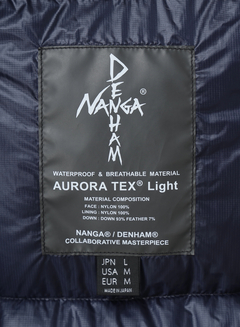 DENHAM
NANGA
WATERPROOF & BREATHABLE MATERIAL
AURORA TEX® Light
MATERIAL COMPOSITION
FACE : NYLON 100%
LINING : NYLON 100%
DOWN : DOWN 93% FEATHER 7%
NANGA® / DENHAM®
COLLABORATIVE MASTERPIECE
JPN L
USA M
EUR M
MADE IN JAPAN